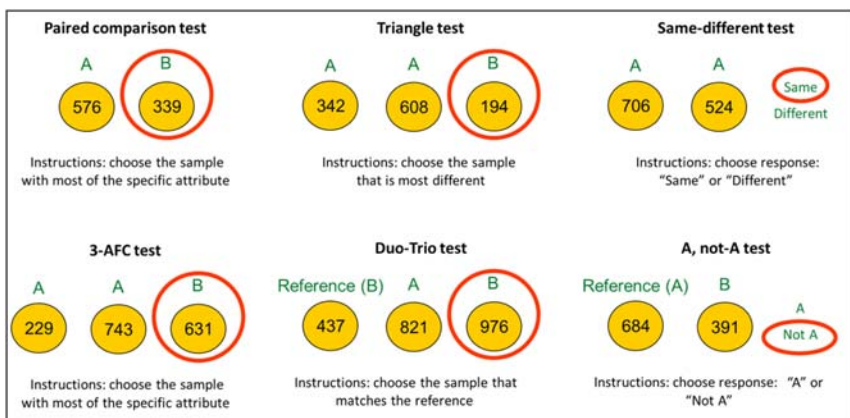 Paired comparison test
A B
576 339
Instructions: choose the sample
with most of the specific attribute
Triangle test
A A B
342 608 194
Instructions: choose the sample
that is most different
Same-different test
A A
706 524
Same
Different
Instructions: choose response:
“Same” or “Different”
3-AFC test
A A B
229 743 631
Instructions: choose the sample
with most of the specific attribute
Duo-Trio test
Reference (B) A B
437 821 976
Instructions: choose the sample that
matches the reference
A, not-A test
Reference (A) B
684 391
A
Not A
Instructions: choose response: “A” or
“Not A”